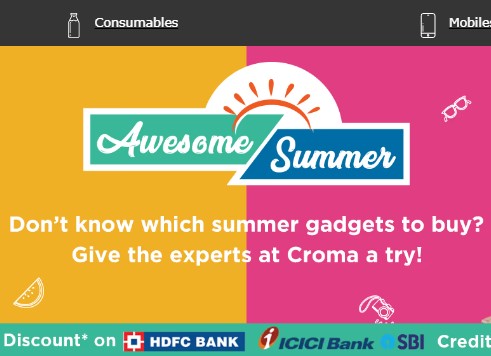 Consumables Mobiles
Awesome
Summer
Don't know which summer gadgets to buy?
Give the experts at Croma a try!
Discount* on HDFC BANK ICICI Bank SBI Credit